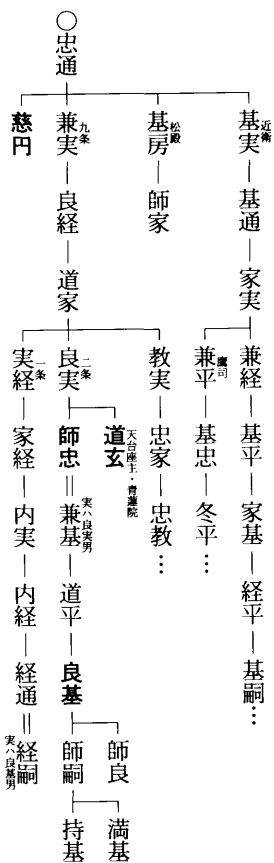 ○忠通
近衛
基実―基通―家実
兼経―基平―家基―経平―基嗣…
鷹司
兼平―基忠―冬平…
松殿
基房―師家
九条
兼実―良経―道家
教実―忠家―忠教…
二条
良実
天台座主・青蓮院
道玄
実ハ良実男
師忠＝兼基―道平―良基
師良
師嗣
満基
持基
一条
実経―家経―内実―内経―経通＝経嗣
実ハ良基男
慈円